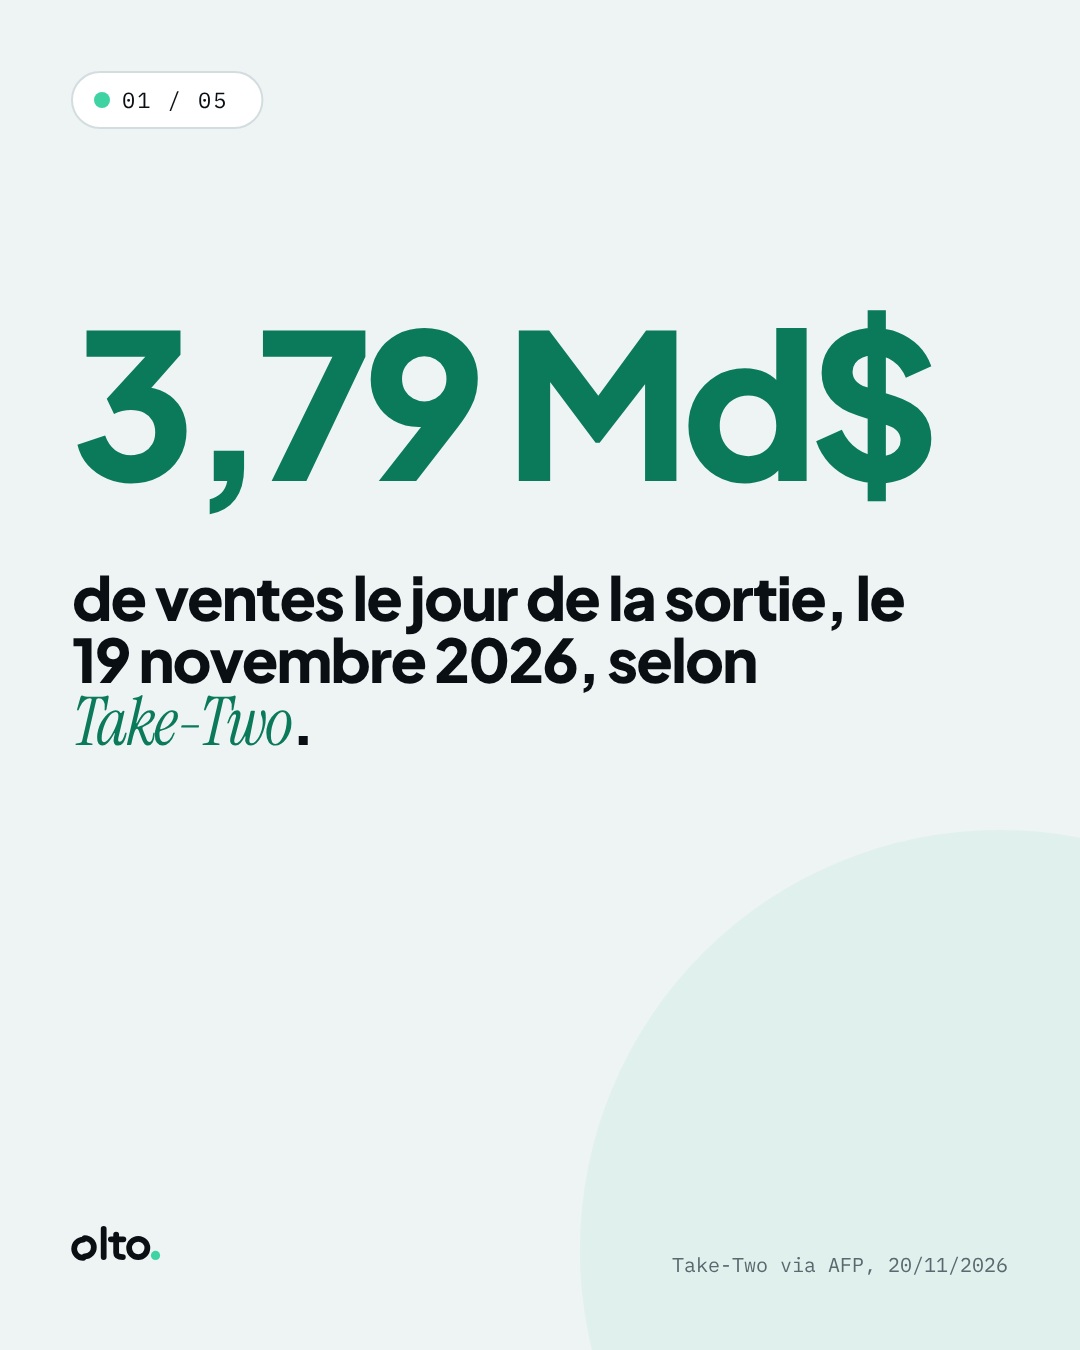 01 / 05
3,79 Md$
de ventes le jour de la sortie, le
19 novembre 2026, selon
Take-Two.
olto.
Take-Two via AFP, 20/11/2026